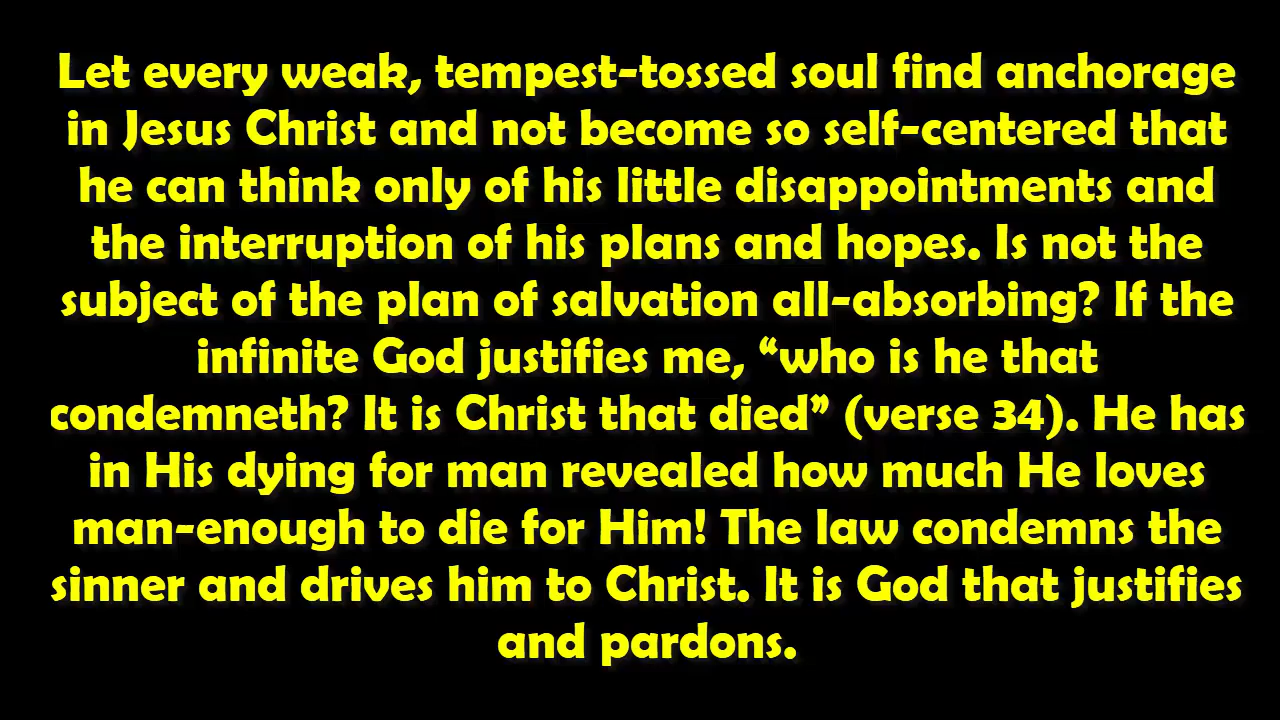 Let every weak, tempest-tossed soul find anchorage
in Jesus Christ and not become so self-centered that
he can think only of his little disappointments and
the interruption of his plans and hopes. Is not the
subject of the plan of salvation all-absorbing? If the
infinite God justifies me, “who is he that
condemneth? It is Christ that died” (verse 34). He has
in His dying for man revealed how much He loves
man-enough to die for Him! The law condemns the
sinner and drives him to Christ. It is God that justifies
and pardons.